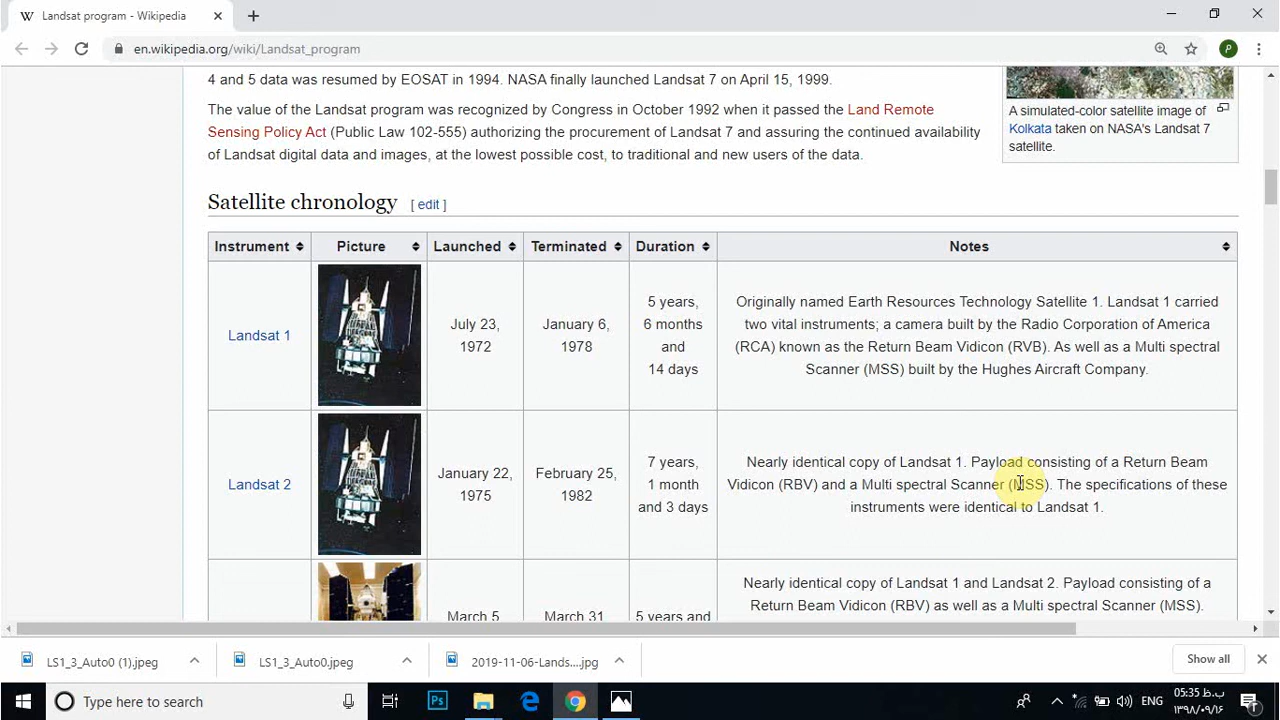 Landsat program - Wikipedia
en.wikipedia.org/wiki/Landsat_program
P
4 and 5 data was resumed by EOSAT in 1994. NASA finally launched Landsat 7 on April 15, 1999.
The value of the Landsat program was recognized by Congress in October 1992 when it passed the Land Remote
Sensing Policy Act (Public Law 102-555) authorizing the procurement of Landsat 7 and assuring the continued availability
of Landsat digital data and images, at the lowest possible cost, to traditional and new users of the data.
A simulated-color satellite image of
Kolkata taken on NASA's Landsat 7
satellite.
Satellite chronology [ edit ]
Instrument Picture Launched Terminated Duration Notes
Landsat 1
July 23,
1972
January 6,
1978
5 years,
6 months
and
14 days
Originally named Earth Resources Technology Satellite 1. Landsat 1 carried
two vital instruments; a camera built by the Radio Corporation of America
(RCA) known as the Return Beam Vidicon (RVB). As well as a Multi spectral
Scanner (MSS) built by the Hughes Aircraft Company.
Landsat 2
January 22,
1975
February 25,
1982
7 years,
1 month
and 3 days
Nearly identical copy of Landsat 1. Payload consisting of a Return Beam
Vidicon (RBV) and a Multi spectral Scanner (MSS). The specifications of these
instruments were identical to Landsat 1.
March 5
March 31
5 years and
Nearly identical copy of Landsat 1 and Landsat 2. Payload consisting of a
Return Beam Vidicon (RBV) as well as a Multi spectral Scanner (MSS).
LS1_3_Auto0 (1).jpeg
LS1_3_Auto0.jpeg
2019-11-06-Lands....jpg
Show all
Type here to search
Ps
ENG
05:35 ب.ظ
۱۳۹۸/۰۹/۱۶